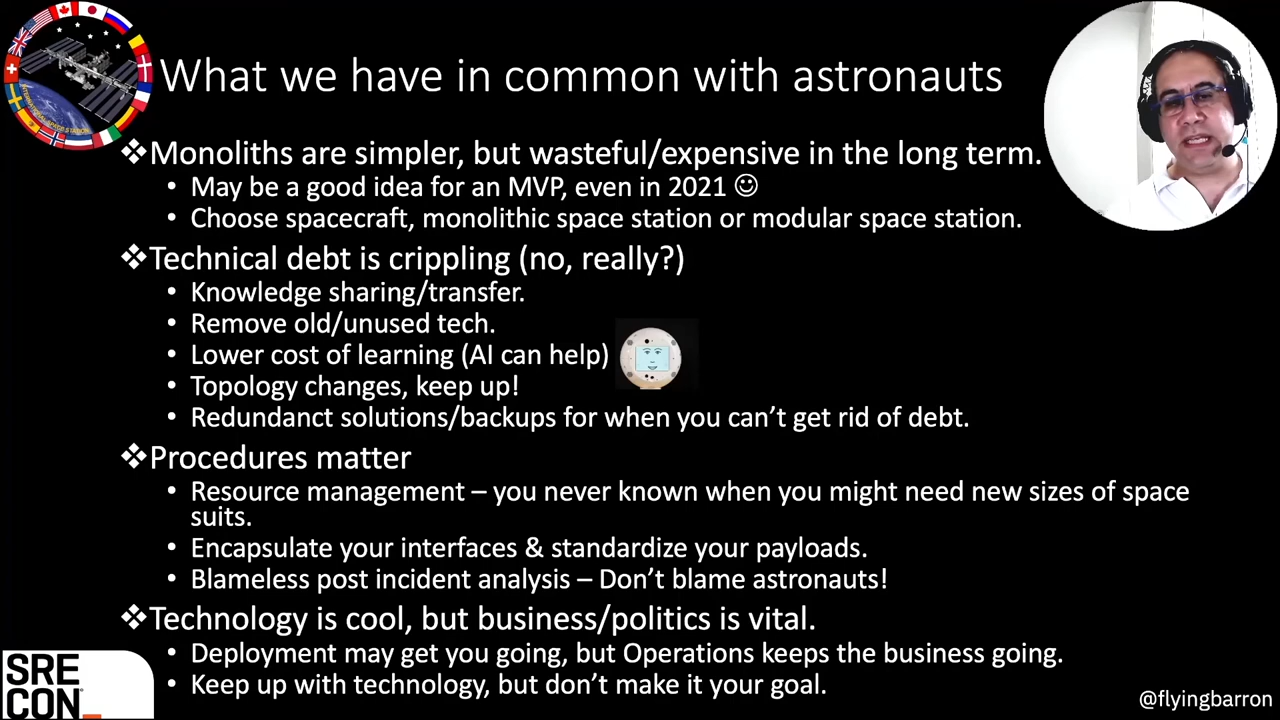 What we have in common with astronauts
❖Monoliths are simpler, but wasteful/expensive in the long term.
• May be a good idea for an MVP, even in 2021 ☺
• Choose spacecraft, monolithic space station or modular space station.
❖Technical debt is crippling (no, really?)
• Knowledge sharing/transfer.
• Remove old/unused tech.
• Lower cost of learning (AI can help)
• Topology changes, keep up!
• Redundanct solutions/backups for when you can’t get rid of debt.
❖Procedures matter
• Resource management – you never known when you might need new sizes of space
suits.
• Encapsulate your interfaces & standardize your payloads.
• Blameless post incident analysis – Don’t blame astronauts!
❖Technology is cool, but business/politics is vital.
• Deployment may get you going, but Operations keeps the business going.
• Keep up with technology, but don’t make it your goal.
SRE
CON
@flyingbarron
INTERNATIONAL SPACE STATION